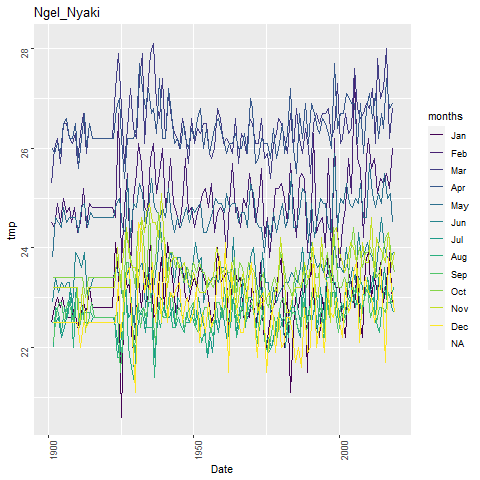 Ngel_Nyaki
28
26
24
22
tmp
1900
1950
2000
Date
months
Jan
Feb
Mar
Apr
May
Jun
Jul
Aug
Sep
Oct
Nov
Dec
NA